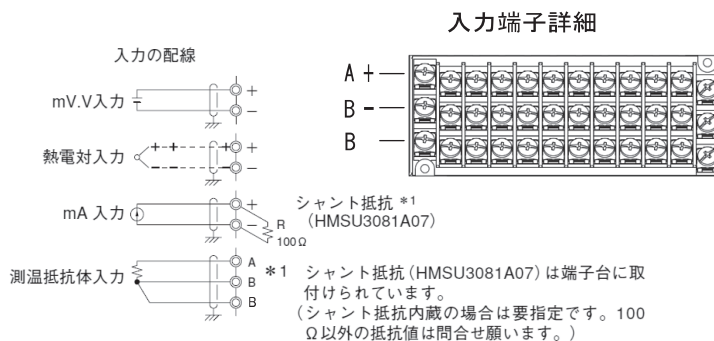 入力端子詳細
入力の配線
mV.V入力
+
−
熱電対入力
+
−
mA 入力
+
−
R
100Ω
シャント抵抗 *1
(HMSU3081A07)
測温抵抗体入力
A
B
B
A +
B -
B
*1 シャント抵抗(HMSU3081A07)は端子台に取
付けられています。
(シャント抵抗内蔵の場合は要指定です。100
Ω以外の抵抗値は問合せ願います。)